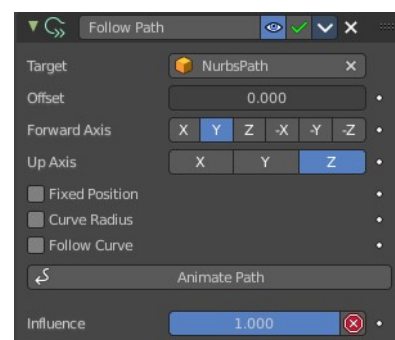 Follow Path
Target NurbsPath
Offset 0.000
Forward Axis X Y Z -X -Y -Z
Up Axis X Y Z
Fixed Position
Curve Radius
Follow Curve
Animate Path
Influence 1.000